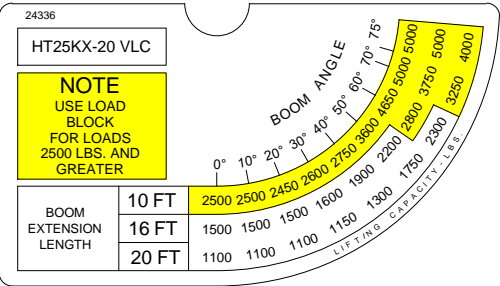 24336
HT25KX-20 VLC
NOTE
USE LOAD
BLOCK
FOR LOADS
2500 LBS. AND
GREATER
BOOM ANGLE
0° 10° 20° 30° 40° 50° 60° 70° 75°
BOOM
EXTENSION
LENGTH
10 FT 2500 2500 2450 2600 2750 3600 4650 5000 5000
16 FT 1500 1500 1500 1600 1900 2200 2800 3750 5000
20 FT 1100 1100 1100 1150 1300 1750 2300 3250 4000
LIFTING CAPACITY - LBS.